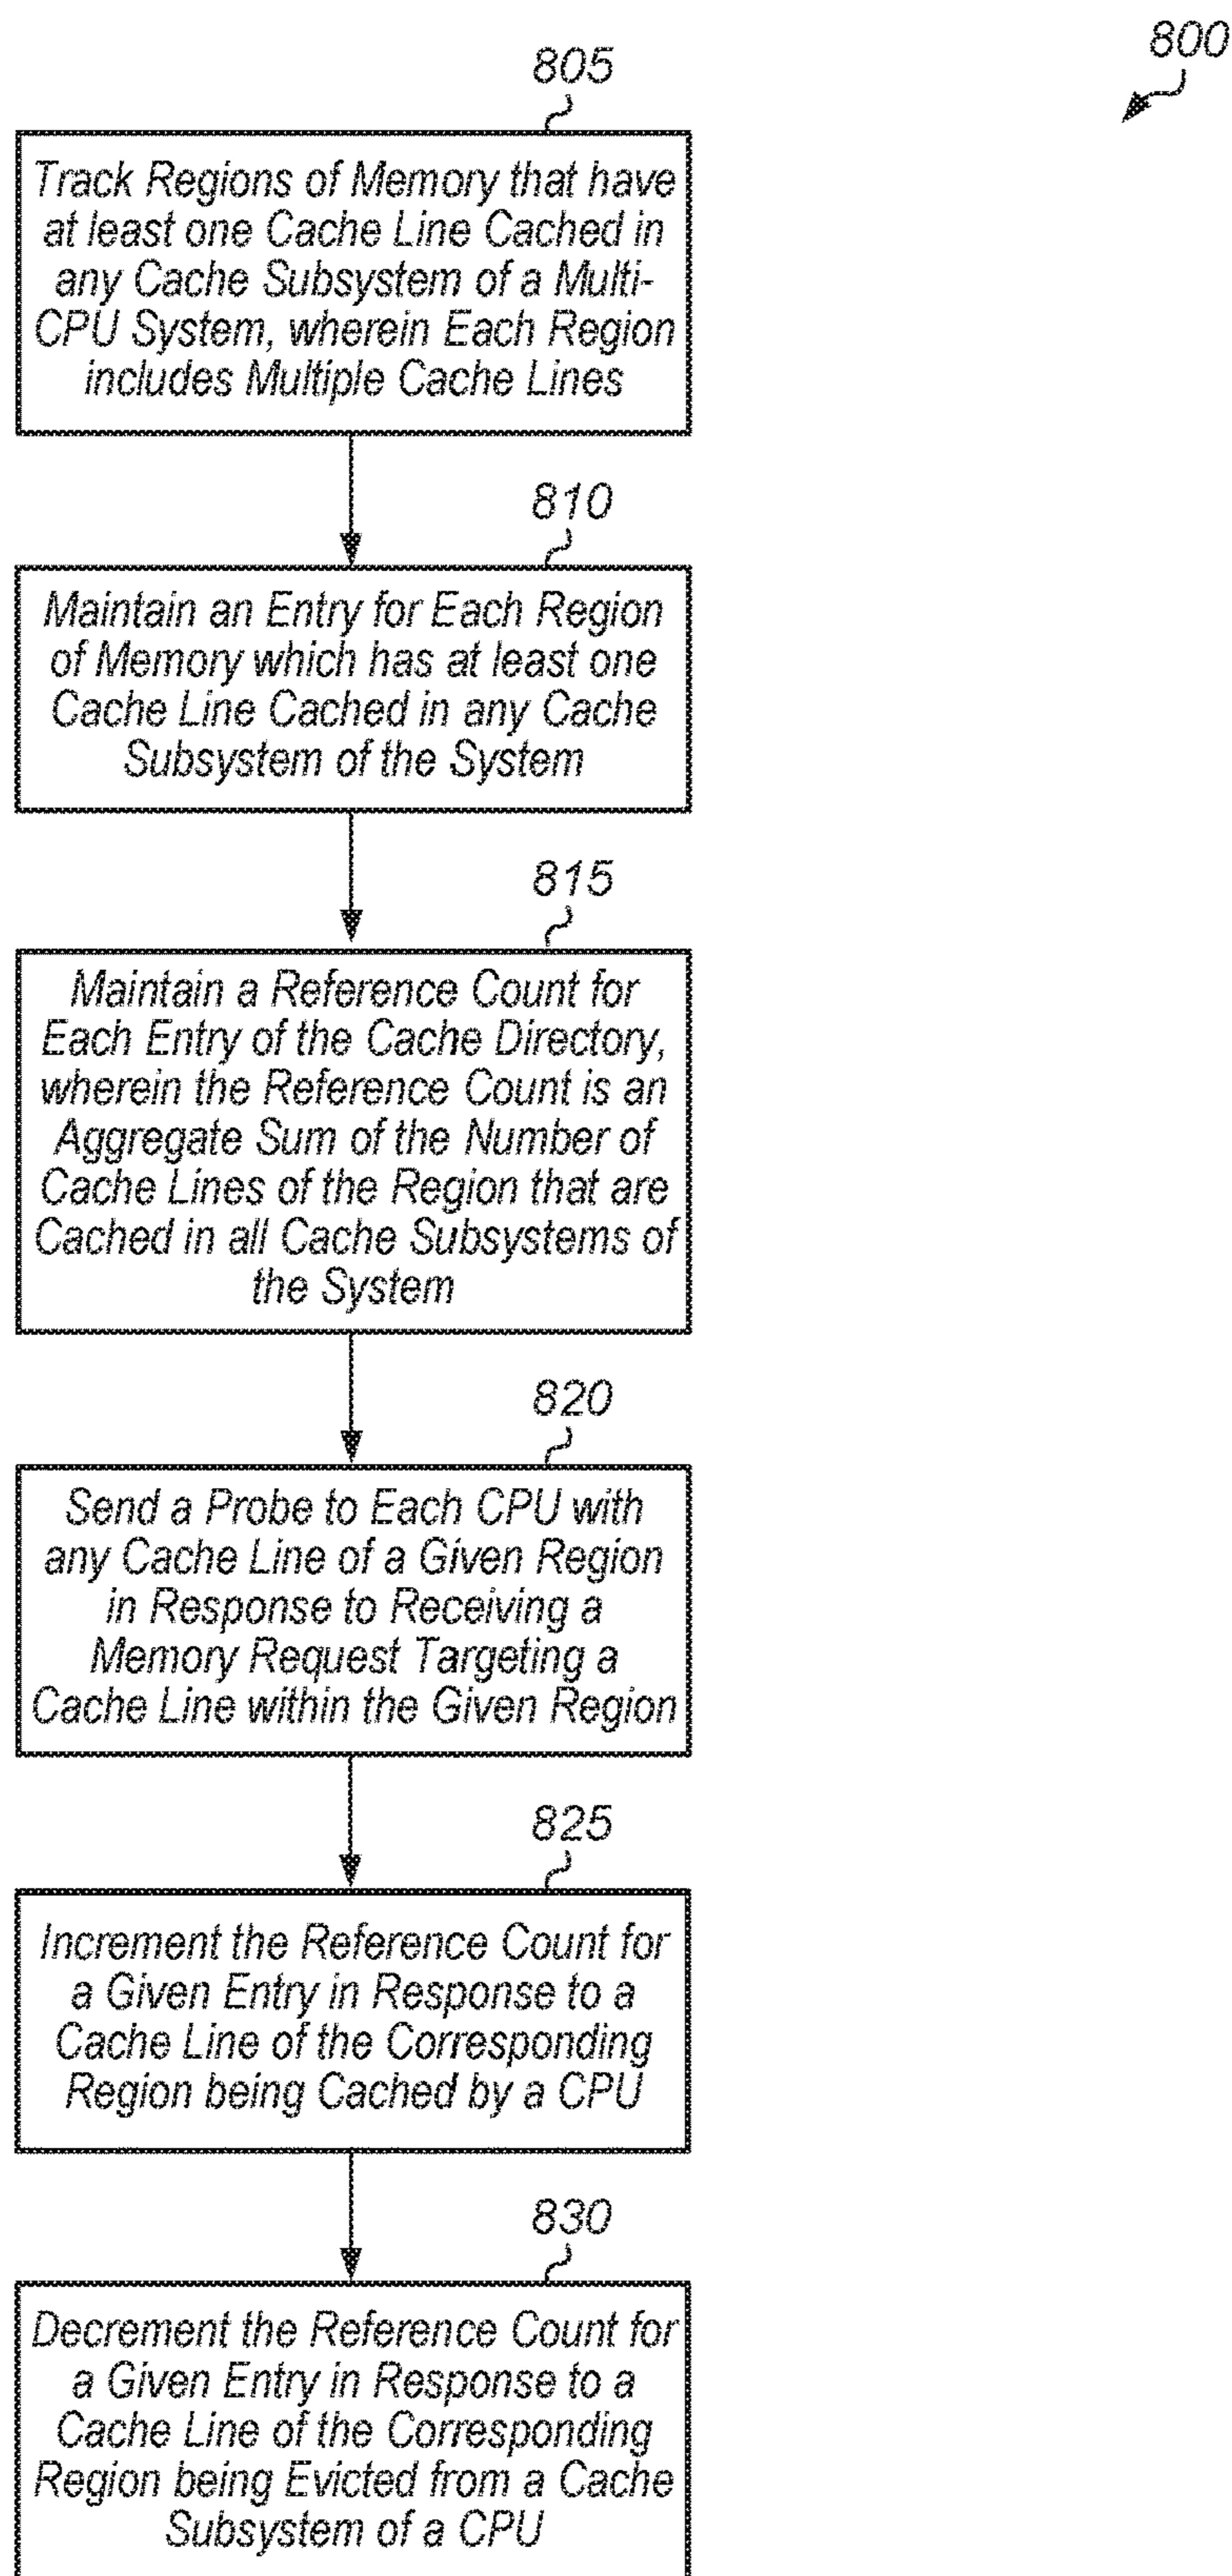 800
805
Track Regions of Memory that have
at least one Cache Line Cached in
any Cache Subsystem of a Multi-
CPU System, wherein Each Region
includes Multiple Cache Lines
810
Maintain an Entry for Each Region
of Memory which has at least one
Cache Line Cached in any Cache
Subsystem of the System
815
Maintain a Reference Count for
Each Entry of the Cache Directory,
wherein the Reference Count is an
Aggregate Sum of the Number of
Cache Lines of the Region that are
Cached in all Cache Subsystems of
the System
820
Send a Probe to Each CPU with
any Cache Line of a Given Region
in Response to Receiving a
Memory Request Targeting a
Cache Line within the Given Region
825
Increment the Reference Count for
a Given Entry in Response to a
Cache Line of the Corresponding
Region being Cached by a CPU
830
Decrement the Reference Count for
a Given Entry in Response to a
Cache Line of the Corresponding
Region being Evicted from a Cache
Subsystem of a CPU